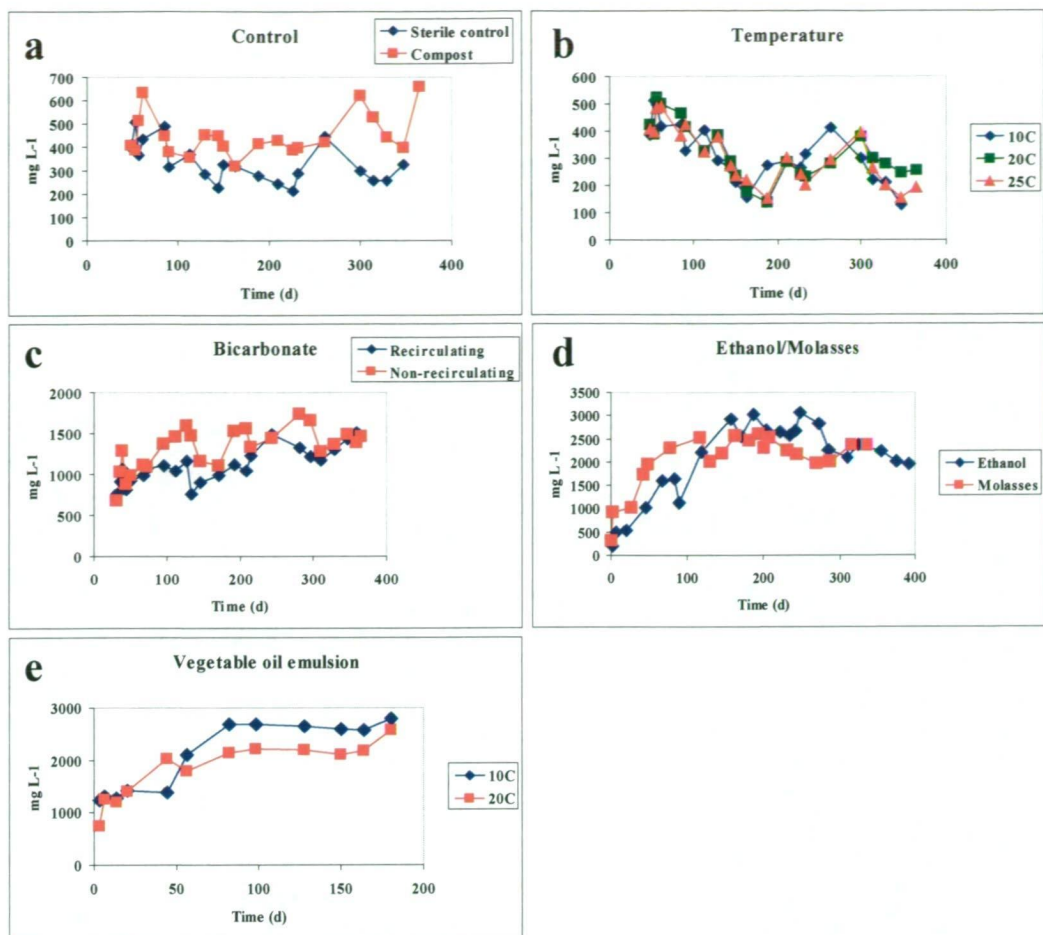 a
Control
Sterile control
Compost
mg L-1
700
600
500
400
300
200
100
0
0 100 200 300 400
Time (d)
b
Temperature
mg L-1
600
500
400
300
200
100
0
0 100 200 300 400
Time (d)
10C
20C
25C
c
Bicarbonate
Recirculating
Non-recirculating
mg L-1
2000
1500
1000
500
0
0 100 200 300 400
Time (d)
d
Ethanol/Molasses
mg L-1
3500
3000
2500
2000
1500
1000
500
0
0 100 200 300 400
Time (d)
Ethanol
Molasses
e
Vegetable oil emulsion
mg L-1
3000
2000
1000
0
0 50 100 150 200
Time (d)
10C
20C